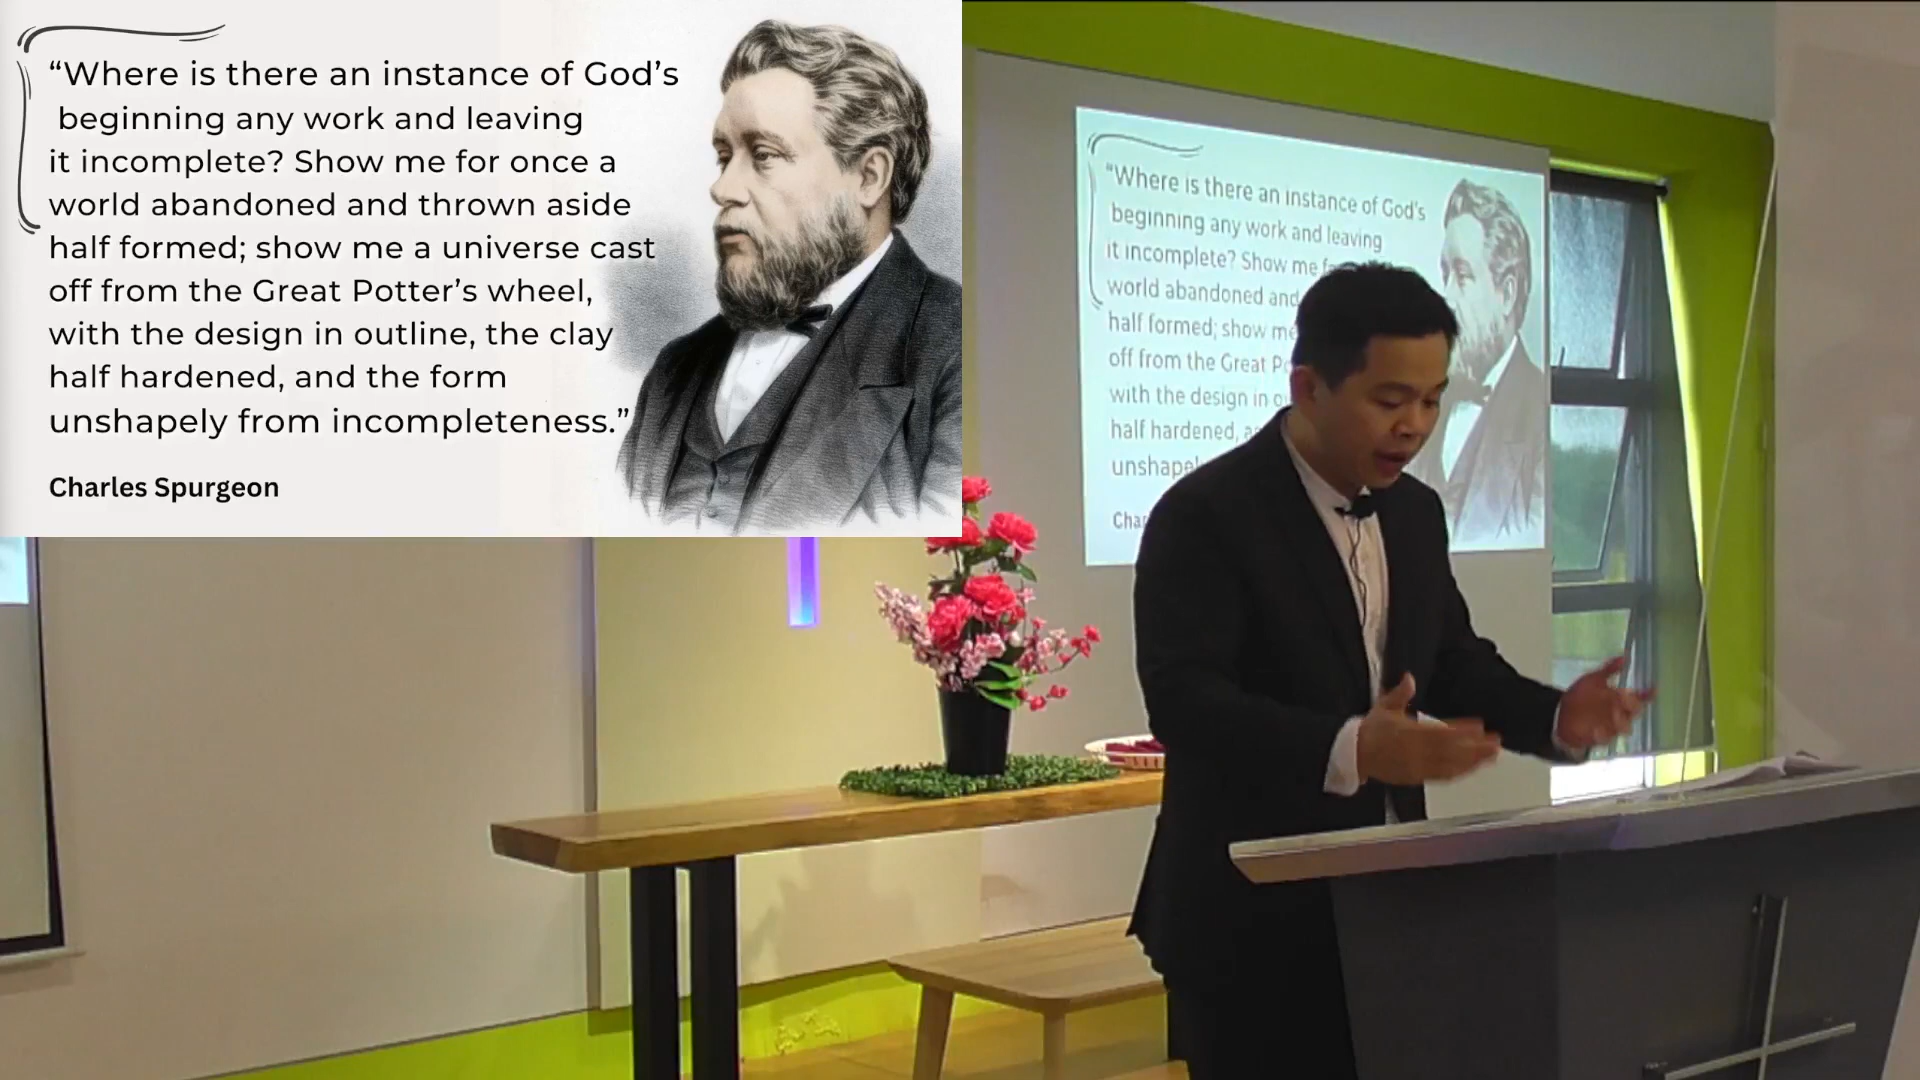 “Where is there an instance of God’s
beginning any work and leaving
it incomplete? Show me for once a
world abandoned and thrown aside
half formed; show me a universe cast
off from the Great Potter’s wheel,
with the design in outline, the clay
half hardened, and the form
unshapely from incompleteness.”
Charles Spurgeon
“Where is there an instance of God’s
beginning any work and leaving
it incomplete? Show me
world abandoned and
half formed; show me
off from the Great
with the design in
half hardened,